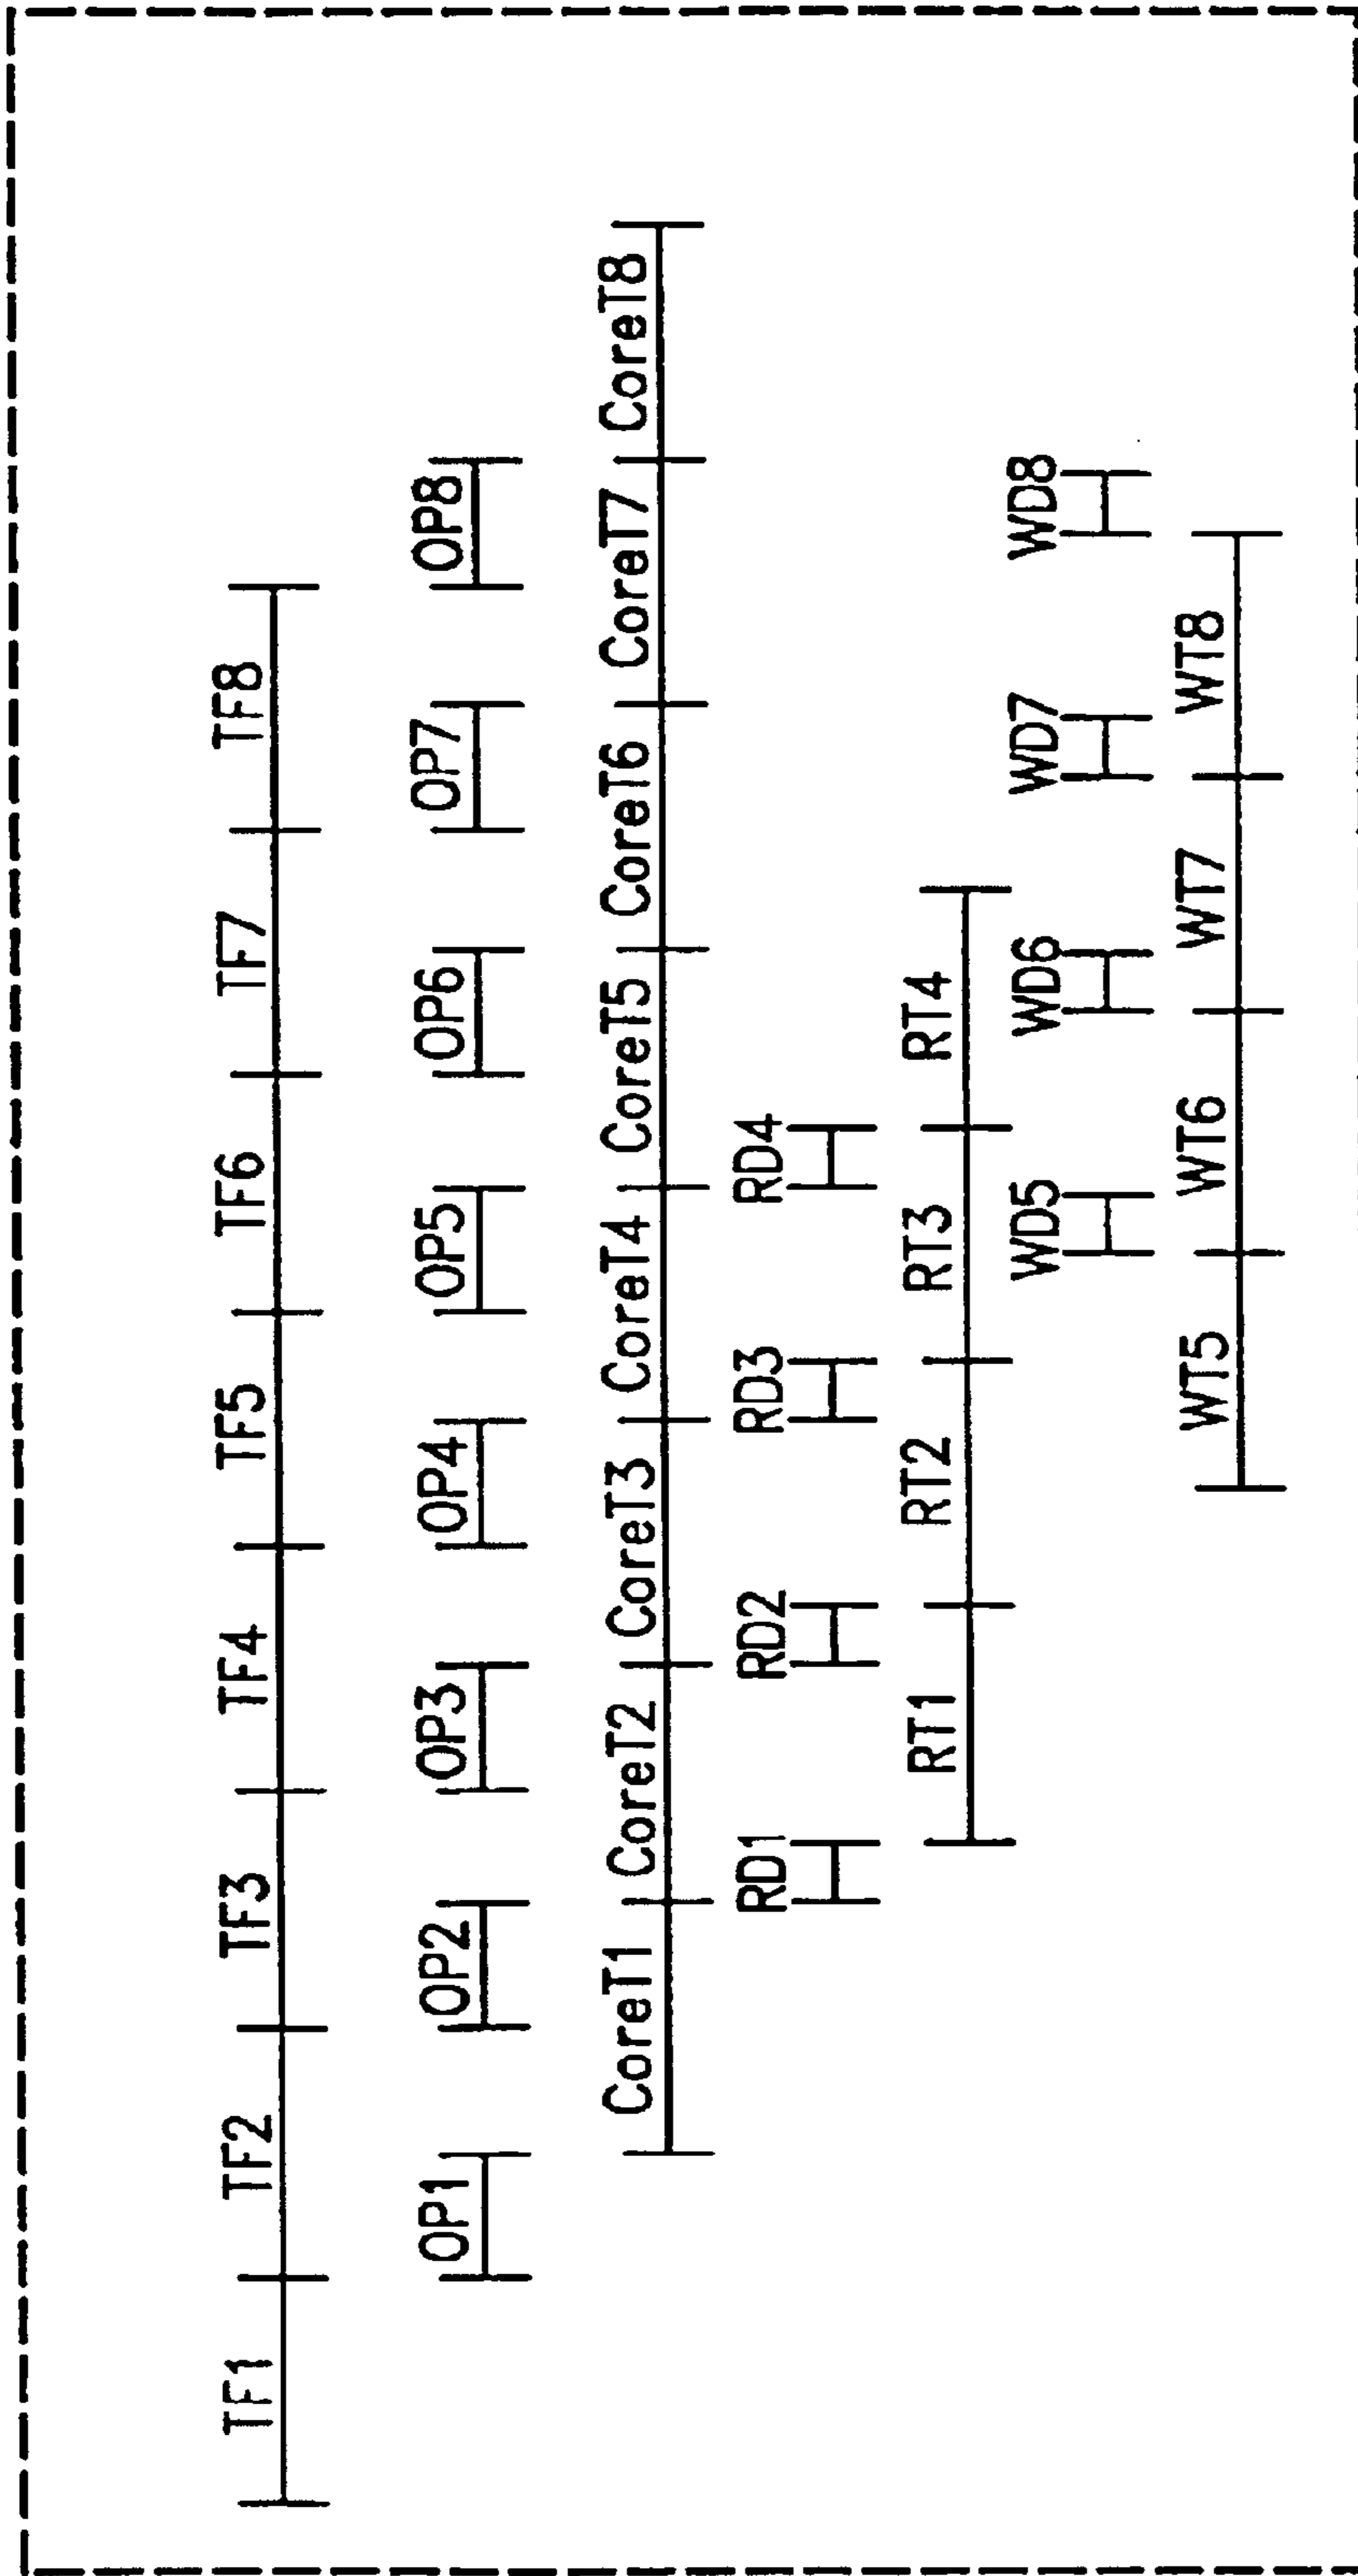 TF1 TF2 TF3 TF4 TF5 TF6 TF7 TF8
OP1 OP2 OP3 OP4 OP5 OP6 OP7 OP8
CoreT1 CoreT2 CoreT3 CoreT4 CoreT5 CoreT6 CoreT7 CoreT8
RD1 RD2 RD3 RD4
RT1 RT2 RT3 RT4
WD5 WD6 WD7 WD8
WT5 WT6 WT7 WT8